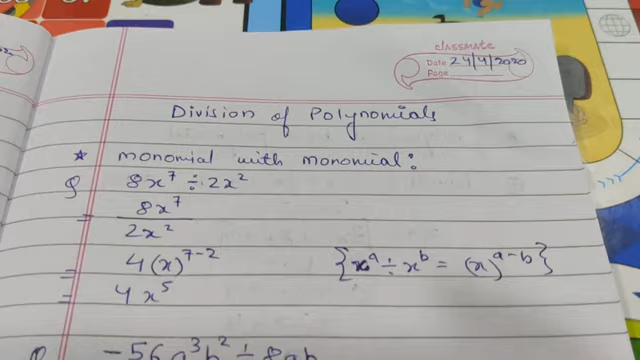 classmate
Date 24/4/2020
Page
Division of Polynomials
★ monomial with monomial:
Q 8x⁷ ÷ 2x²
= 8x⁷
2x²
= 4(x)⁷⁻² {xᵃ ÷ xᵇ = (x)ᵃ⁻ᵇ}
= 4x⁵
Q -56a³b² ÷ 8ab